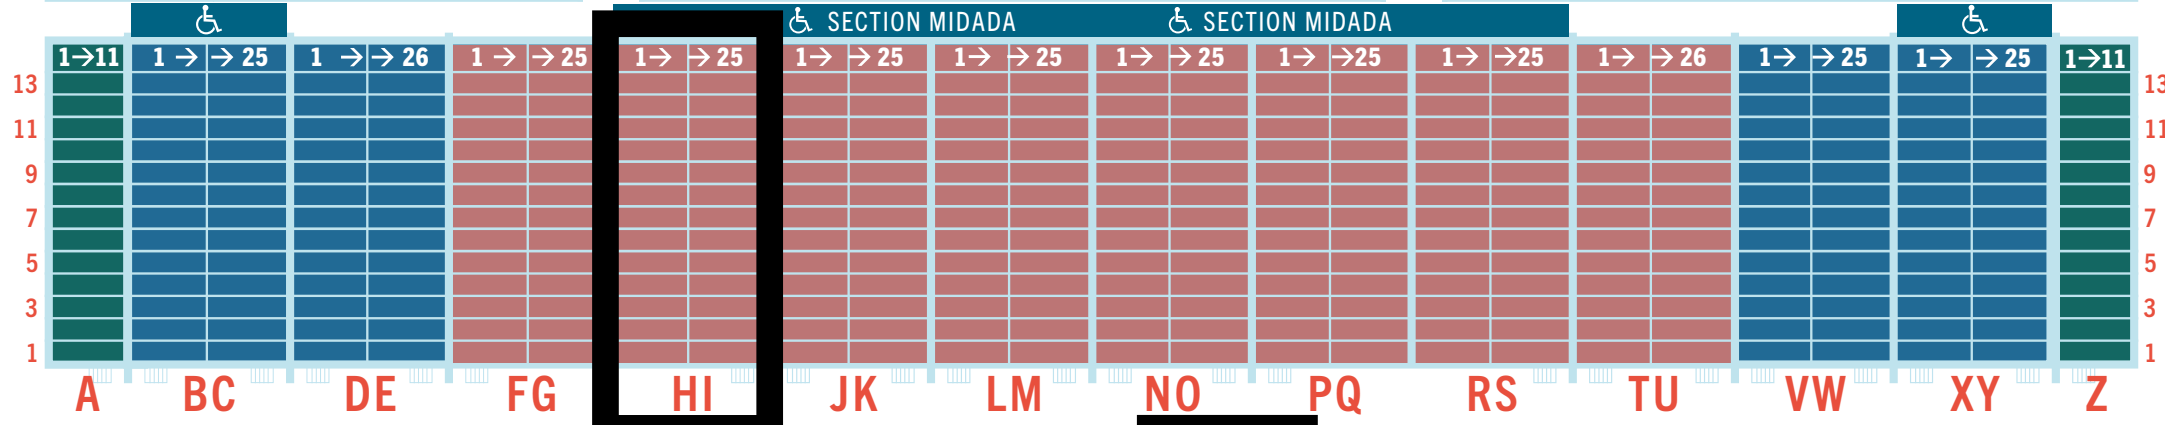 SECTION MIDADA SECTION MIDADA
1→11 1→ →25 1 →→ 26 1→ →25 1→ →25 1→ →25 1→ →25 1→ →25 1→ →25 1→ →25 1→ →26 1→ →25 1→ →25 1→11
13 13
11 11
9 9
7 7
5 5
3 3
1 1
A BC DE FG HI JK LM NO PQ RS TU VW XY Z